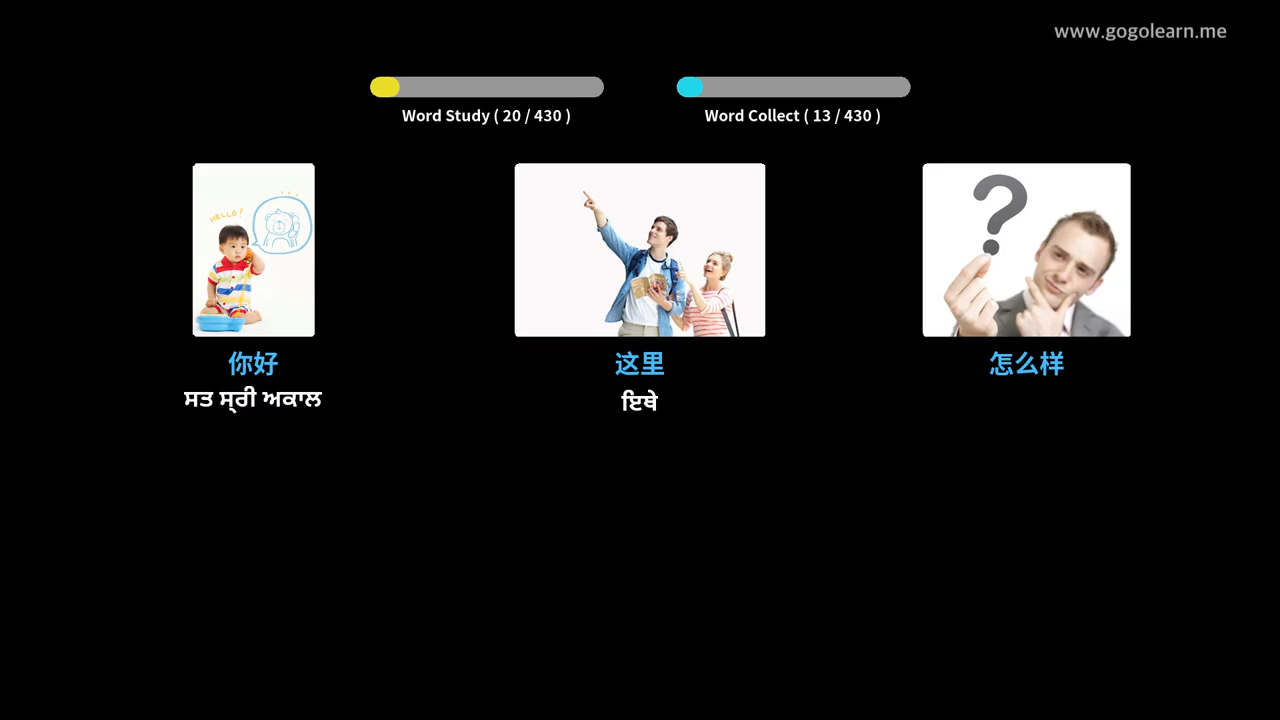 www.gogolearn.me
Word Study ( 20 / 430 )
Word Collect ( 13 / 430 )
HELLO?
你好
这里
怎么样
ਸਤ ਸ੍ਰੀ ਅਕਾਲ
ਇਥੇ